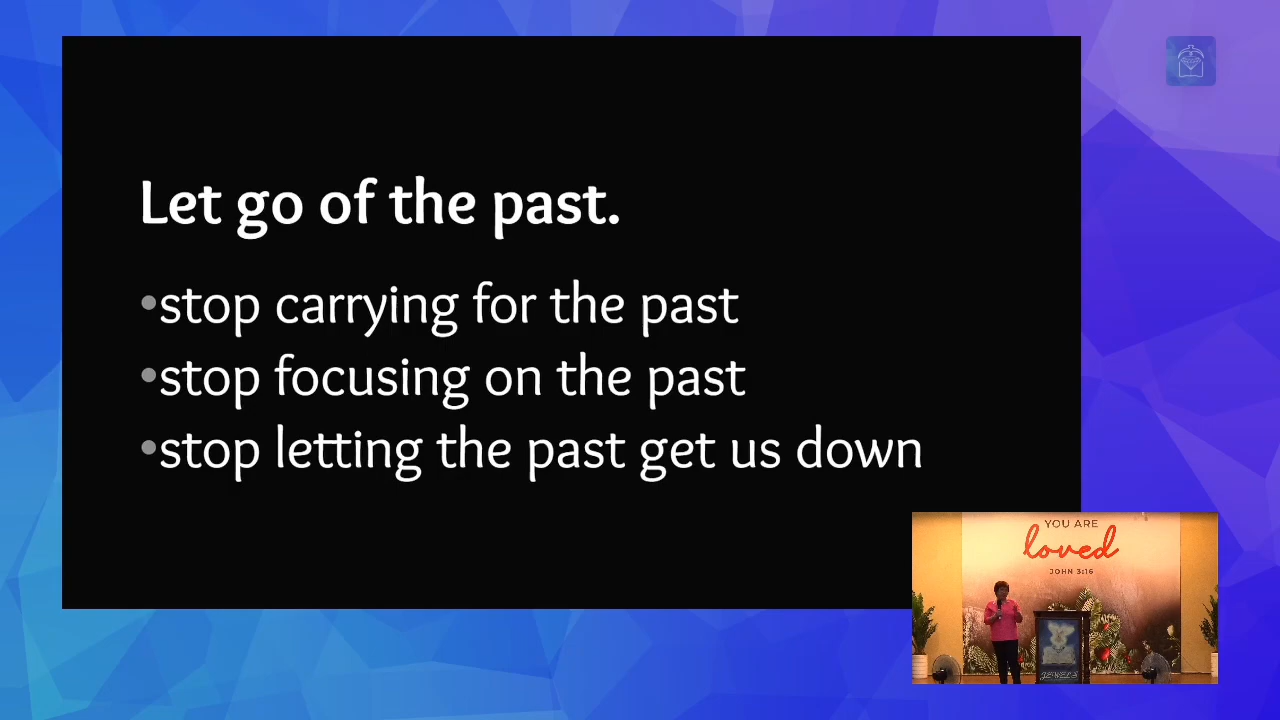 Let go of the past.
•stop carrying for the past
•stop focusing on the past
•stop letting the past get us down
YOU ARE
loved
JOHN 3:16
JEWELS